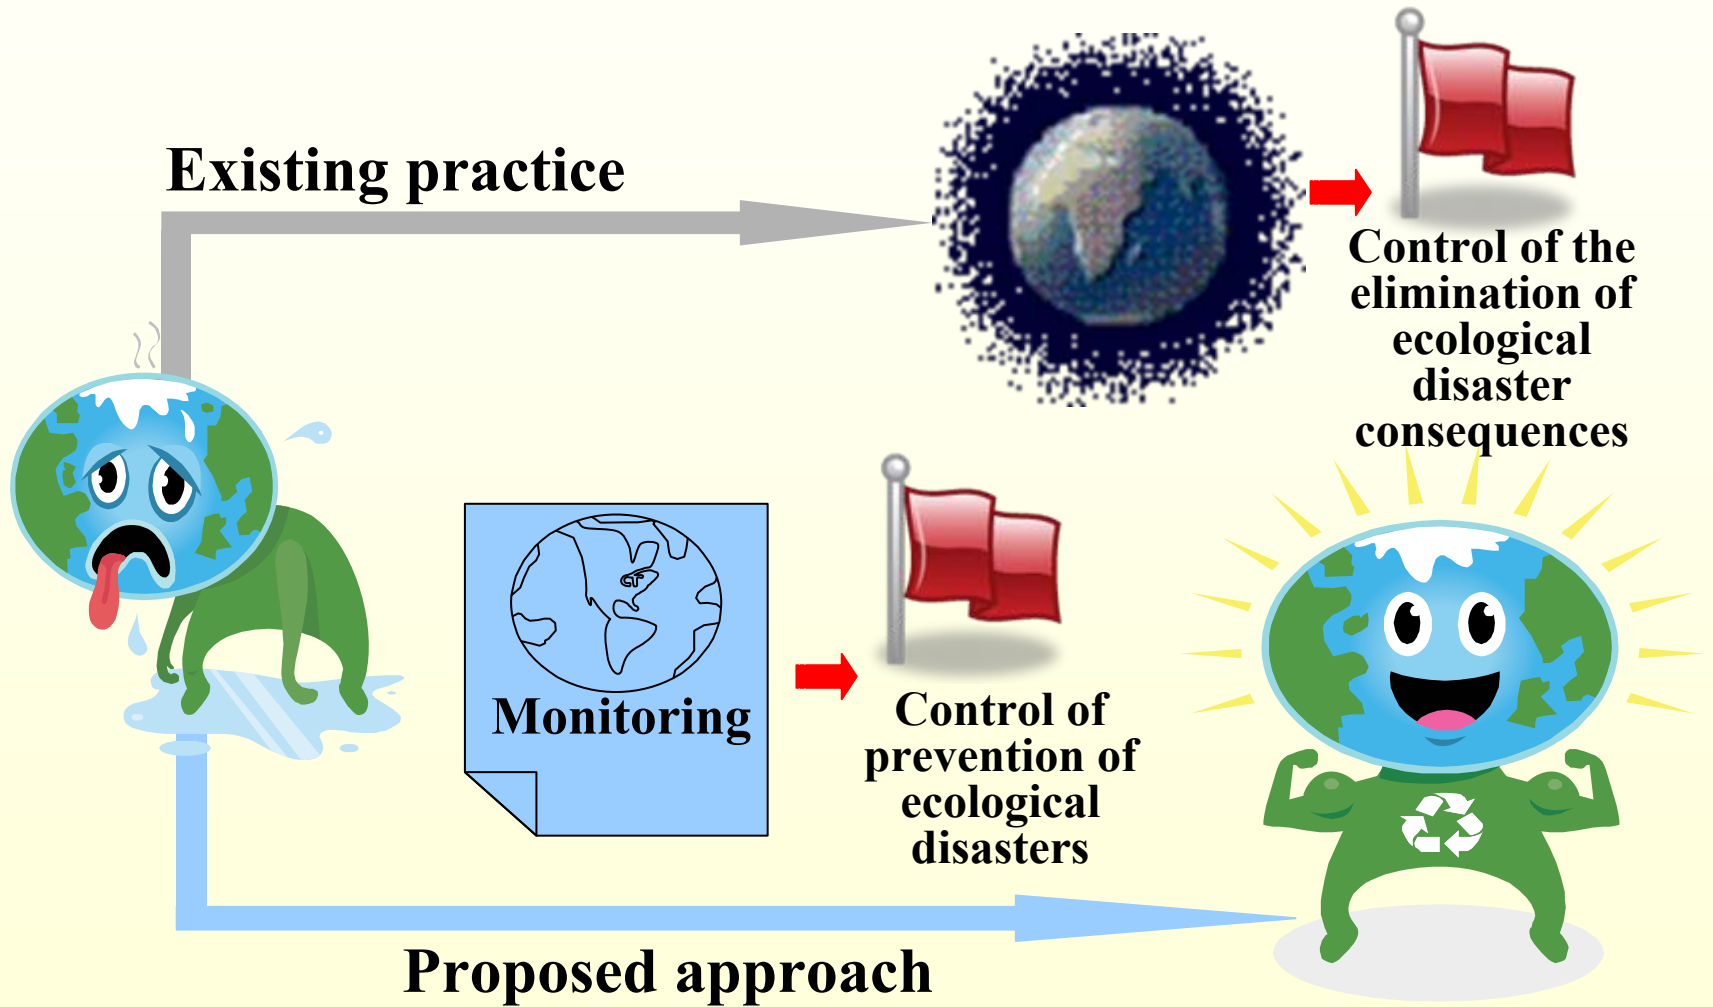 Existing practice
Control of the
elimination of
ecological
disaster
consequences
Monitoring
Control of
prevention of
ecological
disasters
Proposed approach